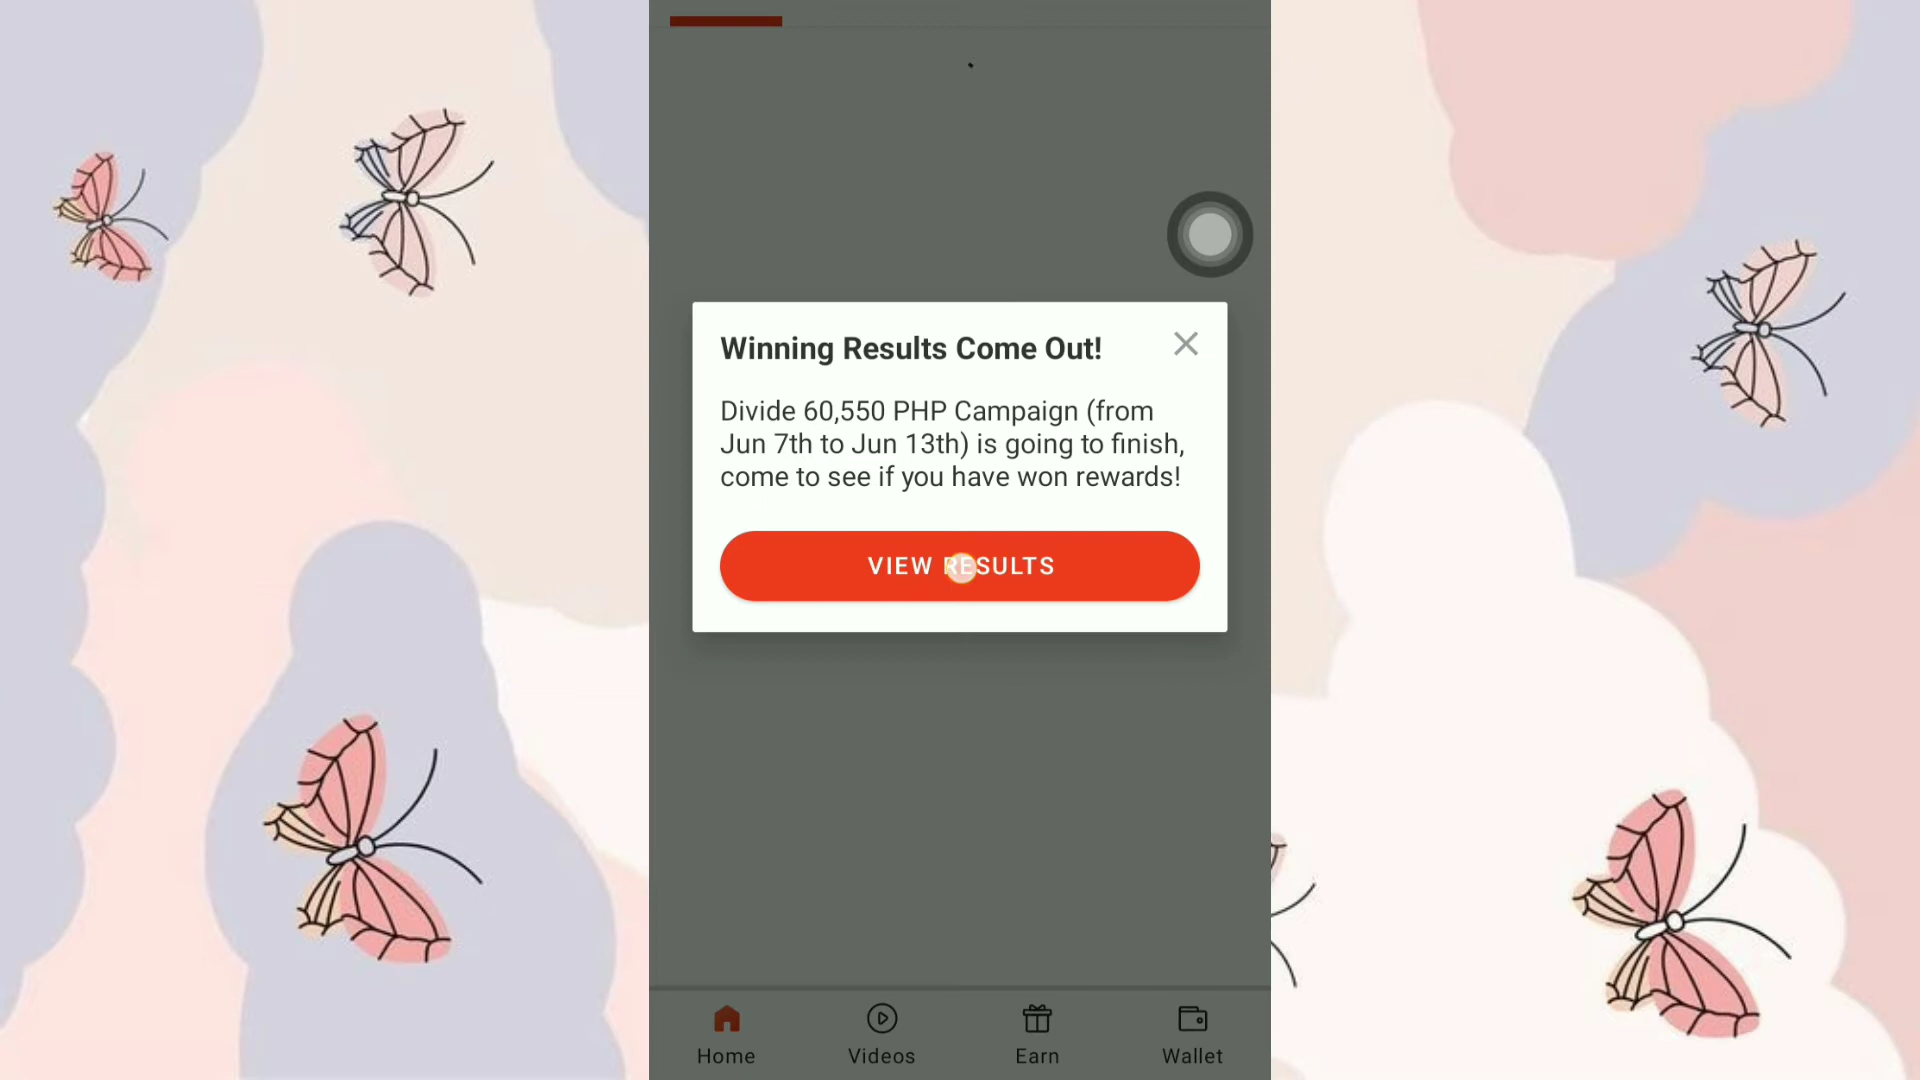 Winning Results Come Out!
Divide 60,550 PHP Campaign (from
Jun 7th to Jun 13th) is going to finish,
come to see if you have won rewards!
VIEW RESULTS
Home
Videos
Earn
Wallet